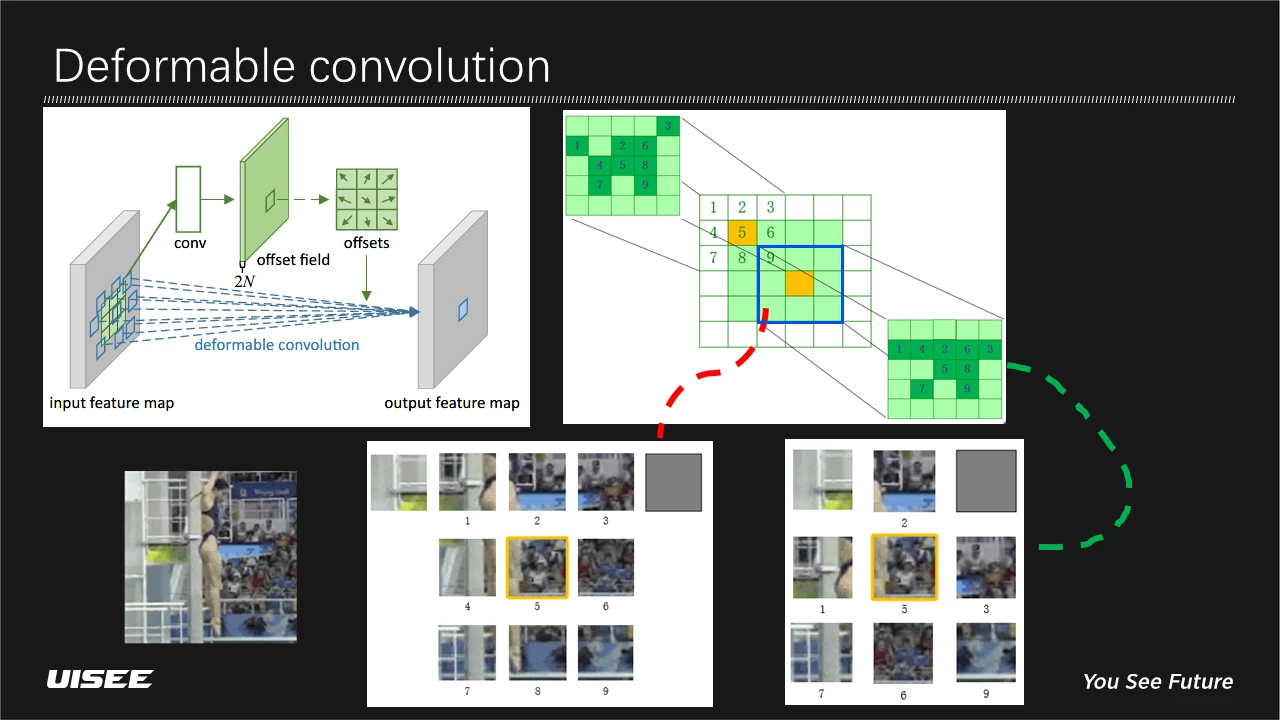 Deformable convolution
conv
offset field
2N
offsets
deformable convolution
input feature map
output feature map
3
1 2 6
4 5 8
7 9
1 2 3
4 5 6
7 8 9
1 4 2 6 3
5 8
7 9
1 2 3
4 5 6
7 8 9
2
1 5 3
7 6 9
UISEE
You See Future